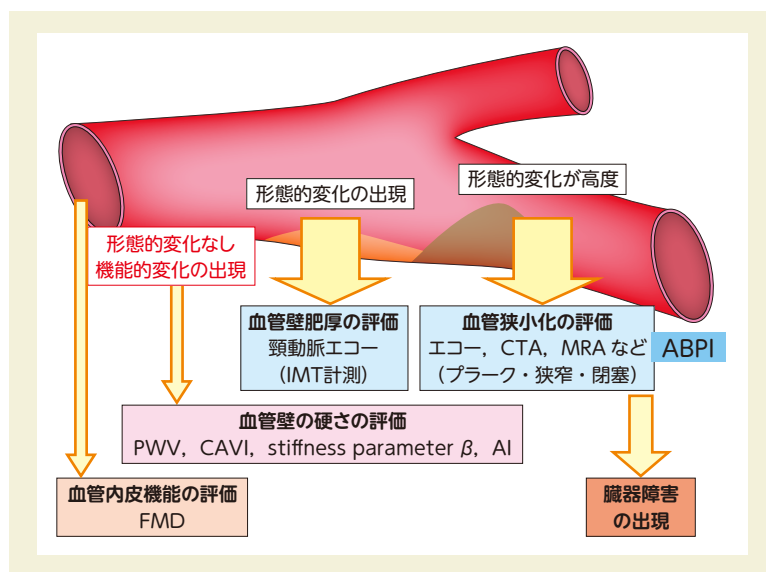 形態的変化の出現
形態的変化が高度
形態的変化なし
機能的変化の出現
血管壁肥厚の評価
頸動脈エコー
（IMT計測）
血管狭小化の評価
エコー，CTA，MRA など
（プラーク・狭窄・閉塞）
ABPI
血管壁の硬さの評価
PWV，CAVI，stiffness parameter β，AI
血管内皮機能の評価
FMD
臓器障害
の出現